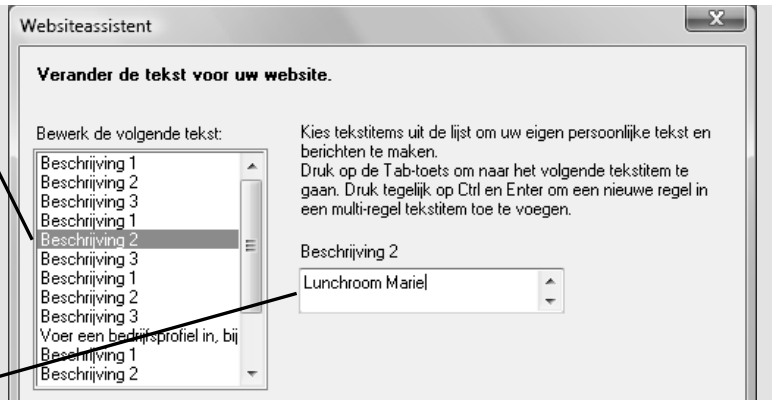 Websiteassistent
X
Verander de tekst voor uw website.
Bewerk de volgende tekst:
Beschrijving 1
Beschrijving 2
Beschrijving 3
Beschrijving 1
Beschrijving 2
Beschrijving 3
Beschrijving 1
Beschrijving 2
Beschrijving 3
Voer een bedrijfsprofiel in, bij
Beschrijving 1
Beschrijving 2
Kies tekstitems uit de lijst om uw eigen persoonlijke tekst en
berichten te maken.
Druk op de Tab-toets om naar het volgende tekstitem te
gaan. Druk tegelijk op Ctrl en Enter om een nieuwe regel in
een multi-regel tekstitem toe te voegen.
Beschrijving 2
Lunchroom Marie